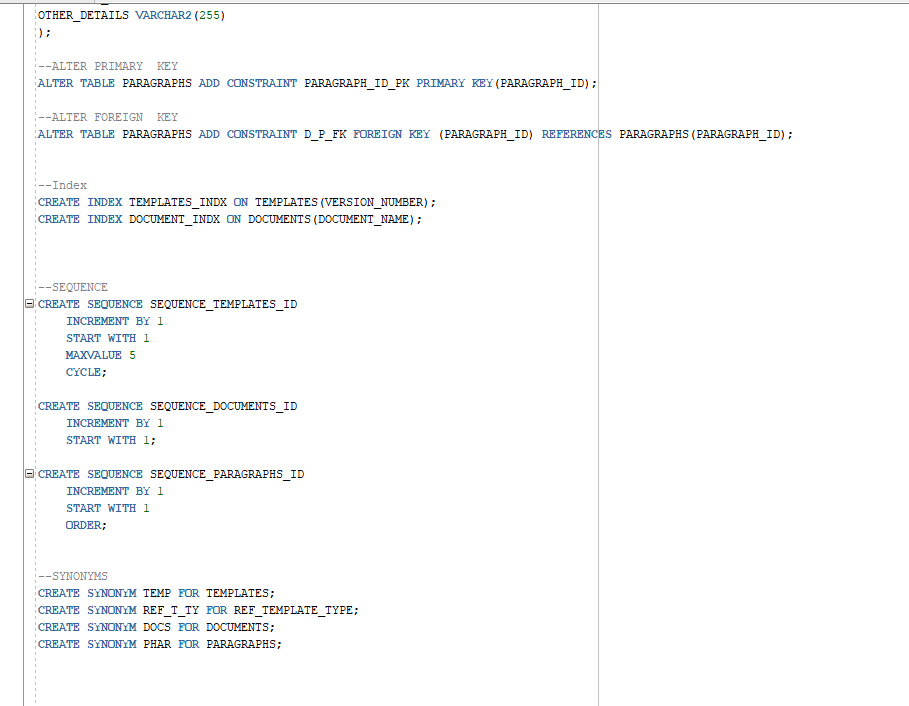 OTHER_DETAILS VARCHAR2(255)
);
--ALTER PRIMARY  KEY
ALTER TABLE PARAGRAPHS ADD CONSTRAINT PARAGRAPH_ID_PK PRIMARY KEY(PARAGRAPH_ID);
--ALTER FOREIGN  KEY
ALTER TABLE PARAGRAPHS ADD CONSTRAINT D_P_FK FOREIGN KEY (PARAGRAPH_ID) REFERENCES PARAGRAPHS(PARAGRAPH_ID);
--Index
CREATE INDEX TEMPLATES_INDX ON TEMPLATES(VERSION_NUMBER);
CREATE INDEX DOCUMENT_INDX ON DOCUMENTS(DOCUMENT_NAME);
--SEQUENCE
CREATE SEQUENCE SEQUENCE_TEMPLATES_ID
INCREMENT BY 1
START WITH 1
MAXVALUE 5
CYCLE;
CREATE SEQUENCE SEQUENCE_DOCUMENTS_ID
INCREMENT BY 1
START WITH 1;
CREATE SEQUENCE SEQUENCE_PARAGRAPHS_ID
INCREMENT BY 1
START WITH 1
ORDER;
--SYNONYMS
CREATE SYNONYM TEMP FOR TEMPLATES;
CREATE SYNONYM REF_T_TY FOR REF_TEMPLATE_TYPE;
CREATE SYNONYM DOCS FOR DOCUMENTS;
CREATE SYNONYM PHAR FOR PARAGRAPHS;